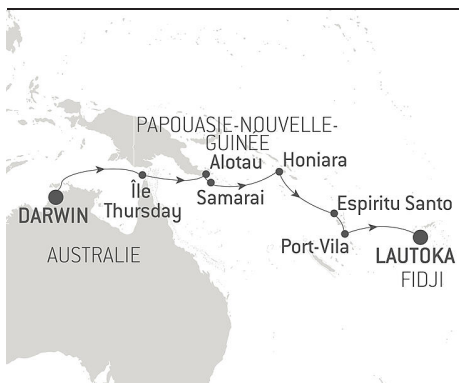 PAPOUASIE-NOUVELLE-
GUINÉE
Alotau
Honiara
Île
Thursday
Samarai
DARWIN
Espiritu Santo
Port-Vila
AUSTRALIE
LAUTOKA
FIDJI